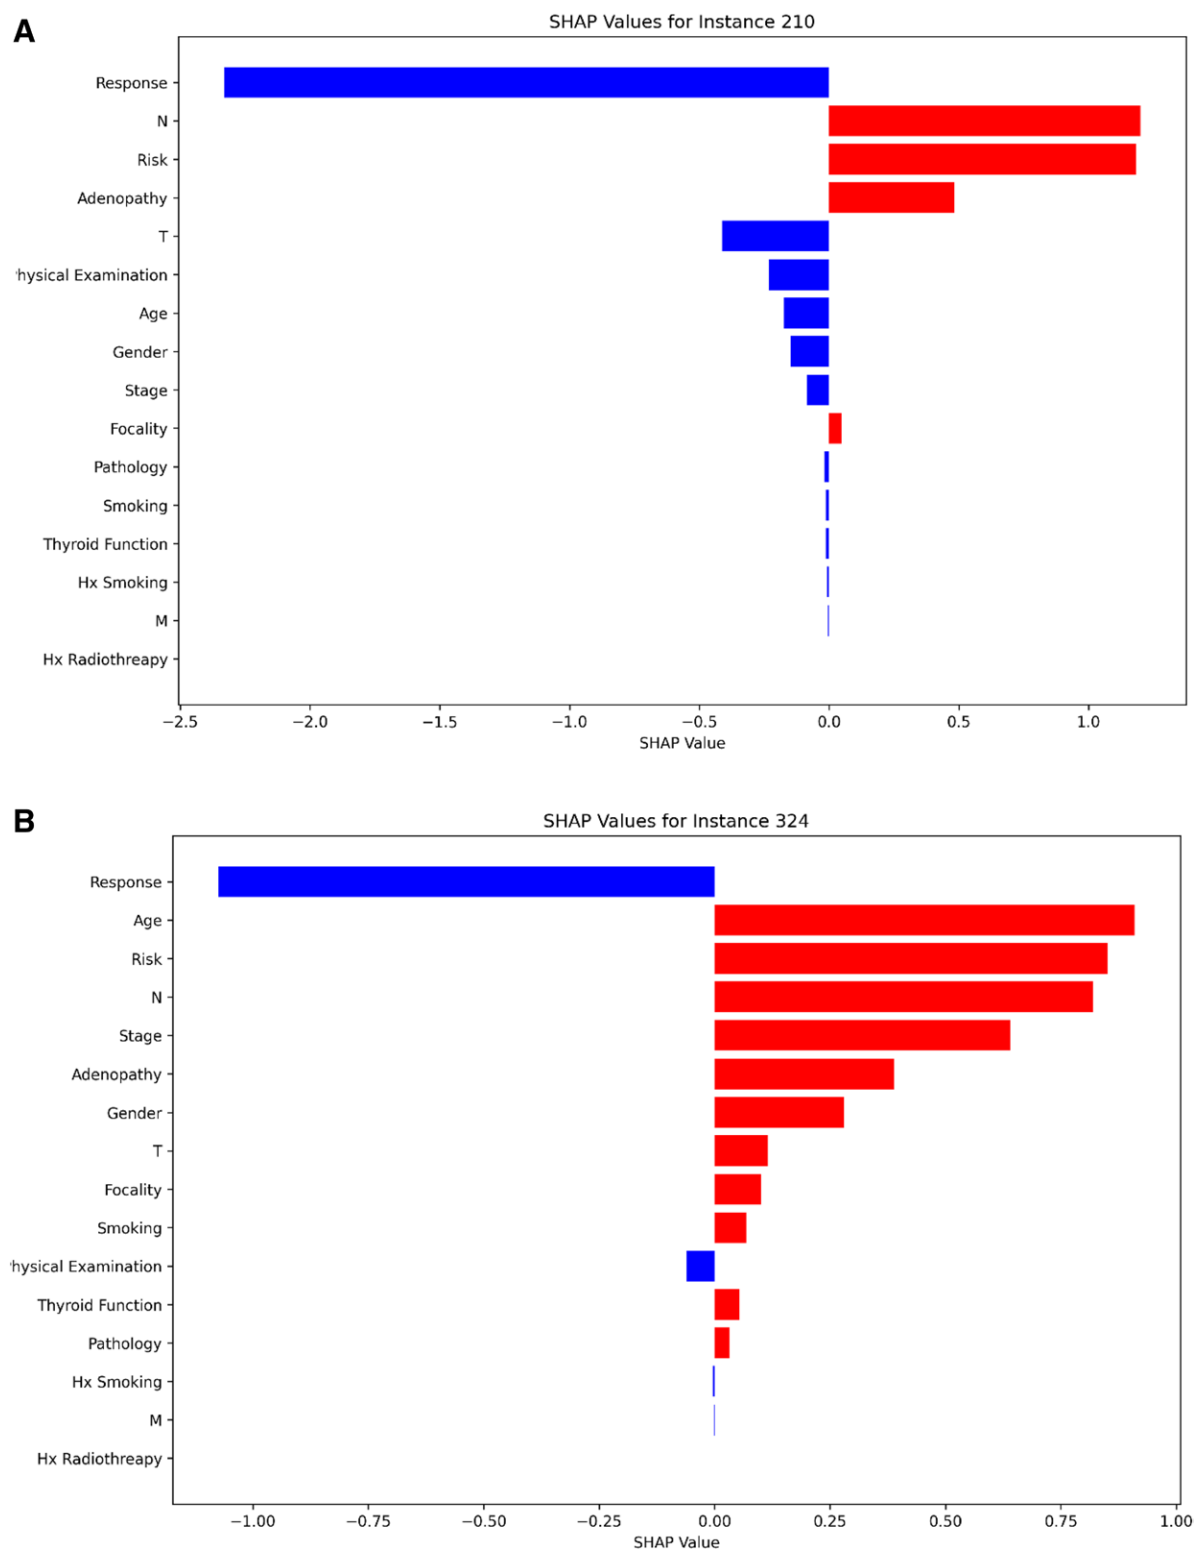 A
SHAP Values for Instance 210
Response
N
Risk
Adenopathy
T
hysical Examination
Age
Gender
Stage
Focality
Pathology
Smoking
Thyroid Function
Hx Smoking
M
Hx Radiothreapy
−2.5 −2.0 −1.5 −1.0 −0.5 0.0 0.5 1.0
SHAP Value
B
SHAP Values for Instance 324
Response
Age
Risk
N
Stage
Adenopathy
Gender
T
Focality
Smoking
hysical Examination
Thyroid Function
Pathology
Hx Smoking
M
Hx Radiothreapy
−1.00 −0.75 −0.50 −0.25 0.00 0.25 0.50 0.75 1.00
SHAP Value